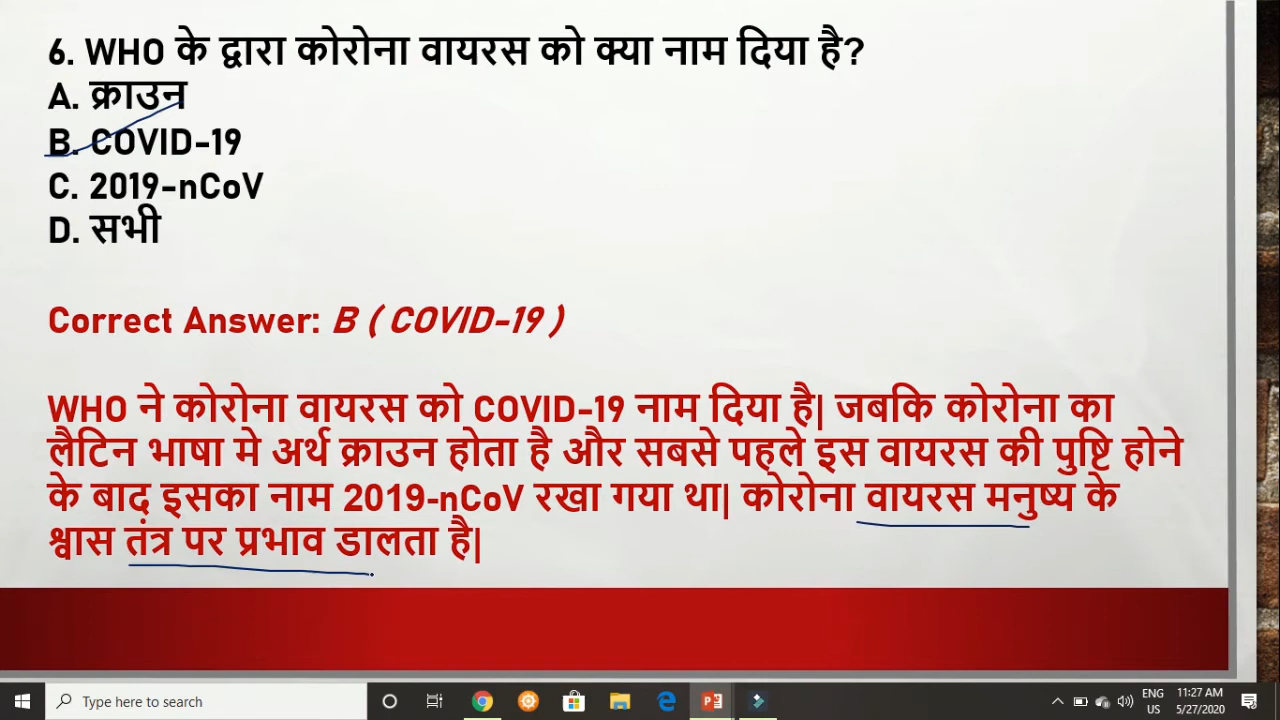 6. WHO के द्वारा कोरोना वायरस को क्या नाम दिया है?
A. क्राउन
B. COVID-19
C. 2019-nCoV
D. सभी
Correct Answer: B ( COVID-19 )
WHO ने कोरोना वायरस को COVID-19 नाम दिया है| जबकि कोरोना का
लैटिन भाषा मे अर्थ क्राउन होता है और सबसे पहले इस वायरस की पुष्टि होने
के बाद इसका नाम 2019-nCoV रखा गया था| कोरोना वायरस मनुष्य के
श्वास तंत्र पर प्रभाव डालता है|
Type here to search
ENG
US
11:27 AM
5/27/2020